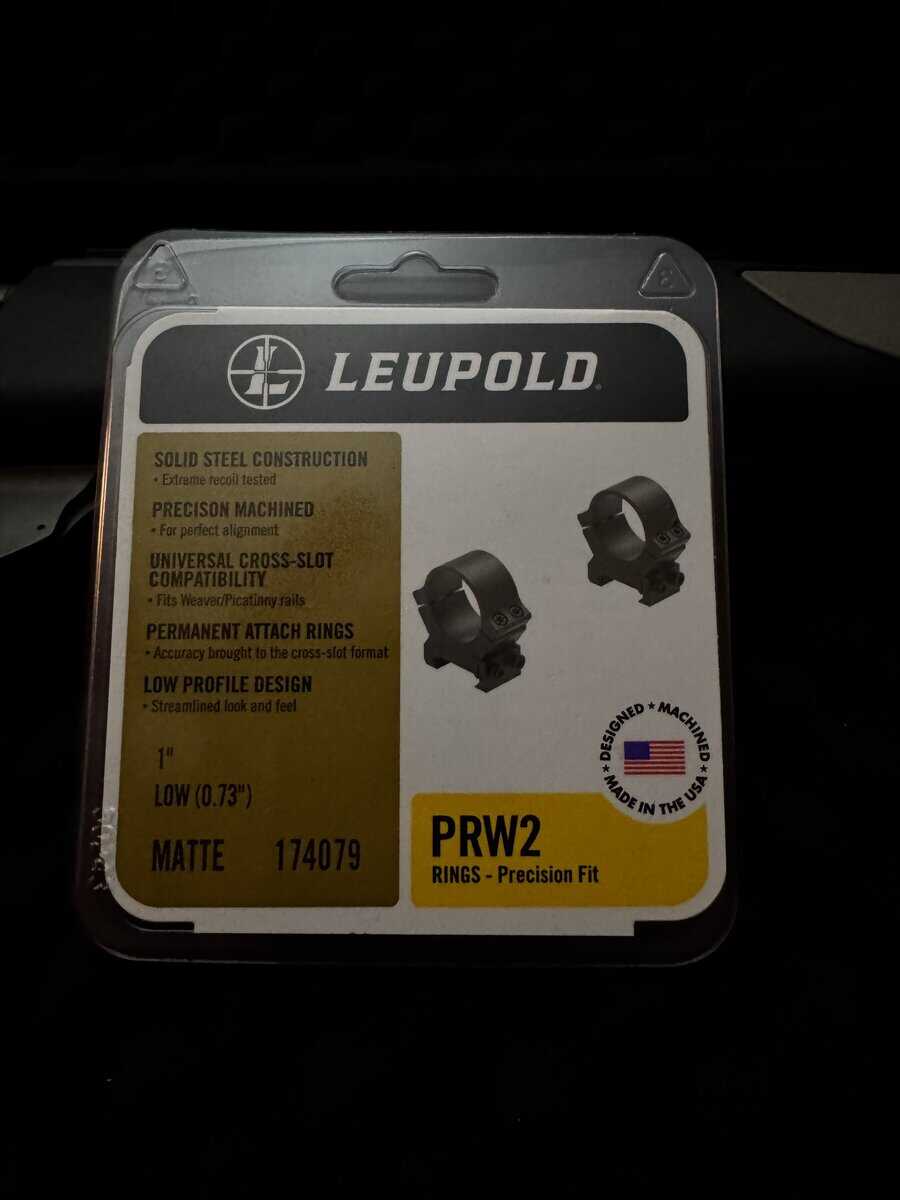 LEUPOLD
SOLID STEEL CONSTRUCTION
• Extreme recoil tested
PRECISON MACHINED
• For perfect alignment
UNIVERSAL CROSS-SLOT
COMPATIBILITY
• Fits Weaver/Picatinny rails
PERMANENT ATTACH RINGS
• Accuracy brought to the cross-slot format
LOW PROFILE DESIGN
• Streamlined look and feel
1"
LOW (0.73")
MATTE 174079
DESIGNED ★ MACHINED ★ MADE IN THE USA ★
PRW2
RINGS - Precision Fit